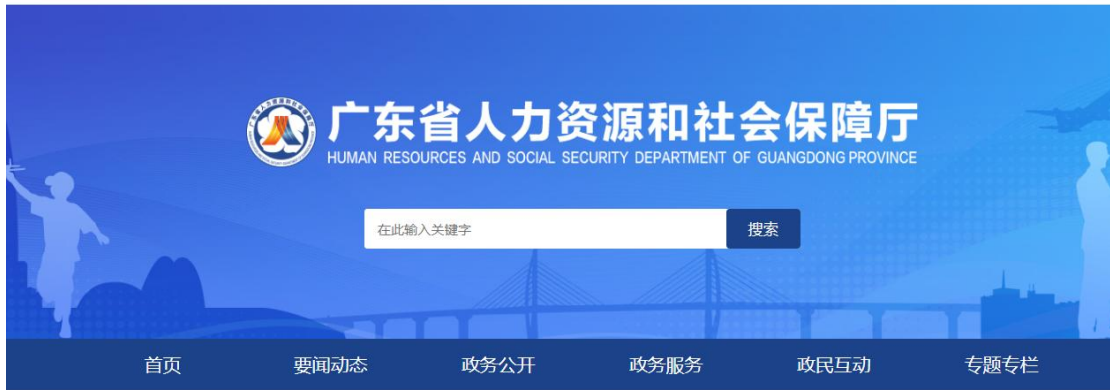 广东省人力资源和社会保障厅
HUMAN RESOURCES AND SOCIAL SECURITY DEPARTMENT OF GUANGDONG PROVINCE
在此输入关键字 搜索
首页 要闻动态 政务公开 政务服务 政民互动 专题专栏